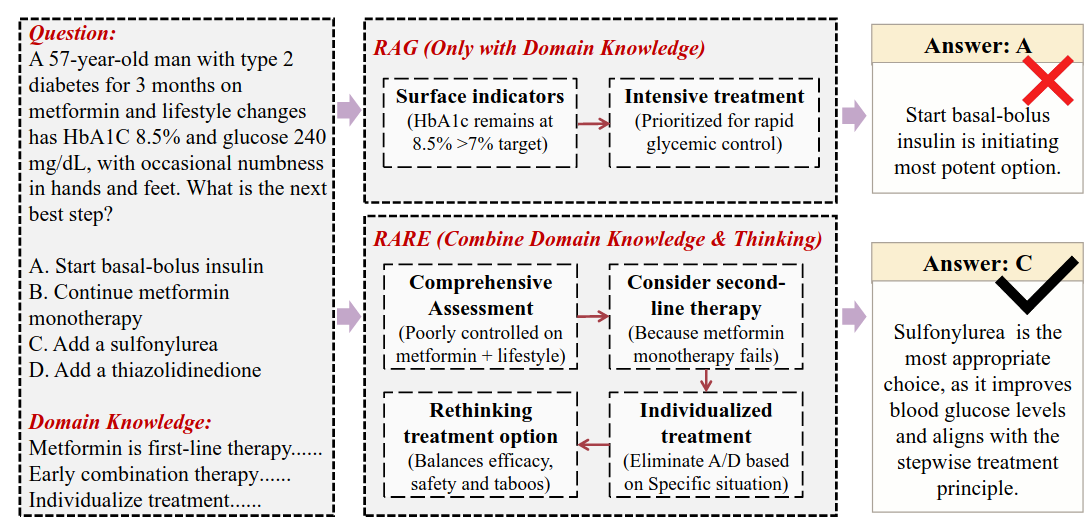 Question:
A 57-year-old man with type 2
diabetes for 3 months on
metformin and lifestyle changes
has HbA1C 8.5% and glucose 240
mg/dL, with occasional numbness
in hands and feet. What is the next
best step?
A. Start basal-bolus insulin
B. Continue metformin
monotherapy
C. Add a sulfonylurea
D. Add a thiazolidinedione
Domain Knowledge:
Metformin is first-line therapy......
Early combination therapy......
Individualize treatment......
RAG (Only with Domain Knowledge)
Surface indicators
(HbA1c remains at
8.5% >7% target)
Intensive treatment
(Prioritized for rapid
glycemic control)
Answer: A
Start basal-bolus
insulin is initiating
most potent option.
RARE (Combine Domain Knowledge & Thinking)
Comprehensive
Assessment
(Poorly controlled on
metformin + lifestyle)
Consider second-
line therapy
(Because metformin
monotherapy fails)
Individualized
treatment
(Eliminate A/D based
on Specific situation)
Rethinking
treatment option
(Balances efficacy,
safety and taboos)
Answer: C
Sulfonylurea is the
most appropriate
choice, as it improves
blood glucose levels
and aligns with the
stepwise treatment
principle.